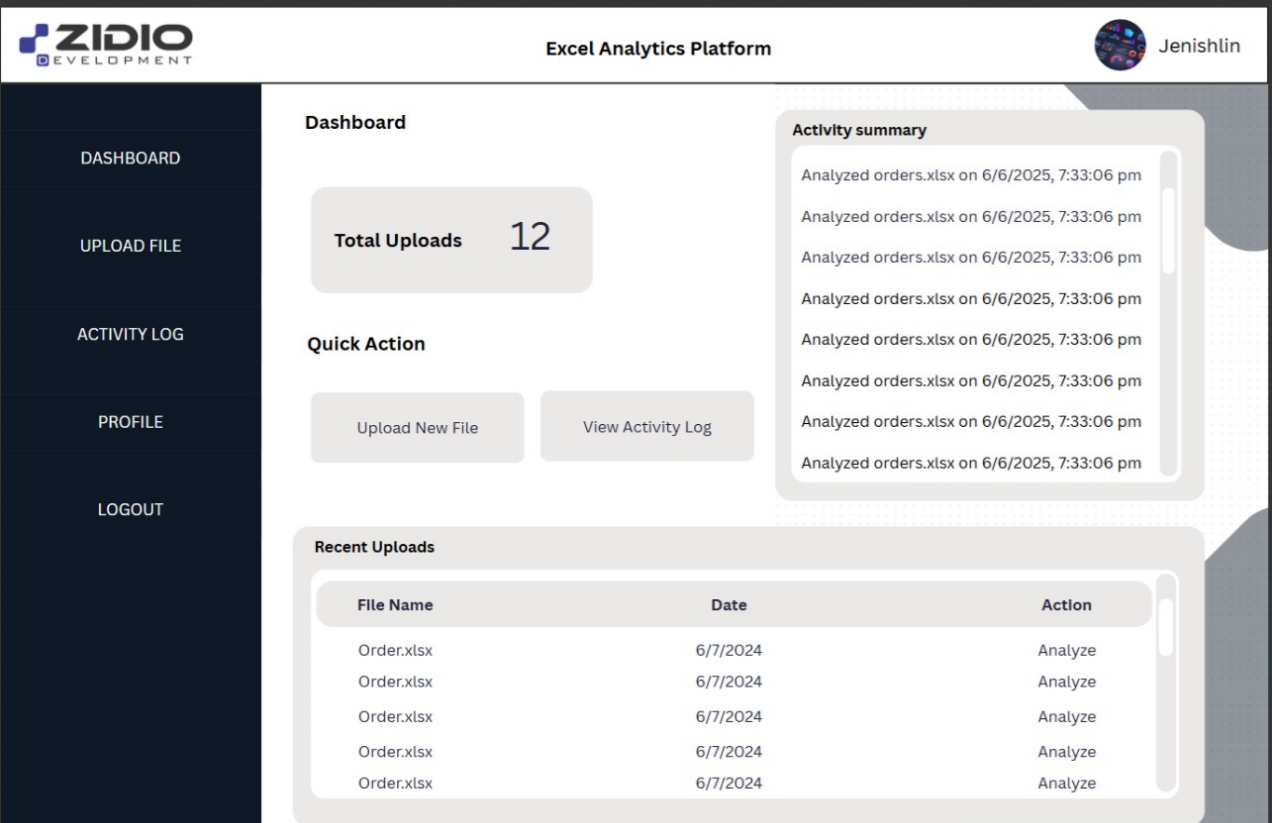 ZIDIO
DEVELOPMENT
Excel Analytics Platform
Jenishlin
DASHBOARD
UPLOAD FILE
ACTIVITY LOG
PROFILE
LOGOUT
Dashboard
Total Uploads 12
Quick Action
Upload New File
View Activity Log
Activity summary
Analyzed orders.xlsx on 6/6/2025, 7:33:06 pm
Analyzed orders.xlsx on 6/6/2025, 7:33:06 pm
Analyzed orders.xlsx on 6/6/2025, 7:33:06 pm
Analyzed orders.xlsx on 6/6/2025, 7:33:06 pm
Analyzed orders.xlsx on 6/6/2025, 7:33:06 pm
Analyzed orders.xlsx on 6/6/2025, 7:33:06 pm
Analyzed orders.xlsx on 6/6/2025, 7:33:06 pm
Analyzed orders.xlsx on 6/6/2025, 7:33:06 pm
Recent Uploads
File Name Date Action
Order.xlsx 6/7/2024 Analyze
Order.xlsx 6/7/2024 Analyze
Order.xlsx 6/7/2024 Analyze
Order.xlsx 6/7/2024 Analyze
Order.xlsx 6/7/2024 Analyze